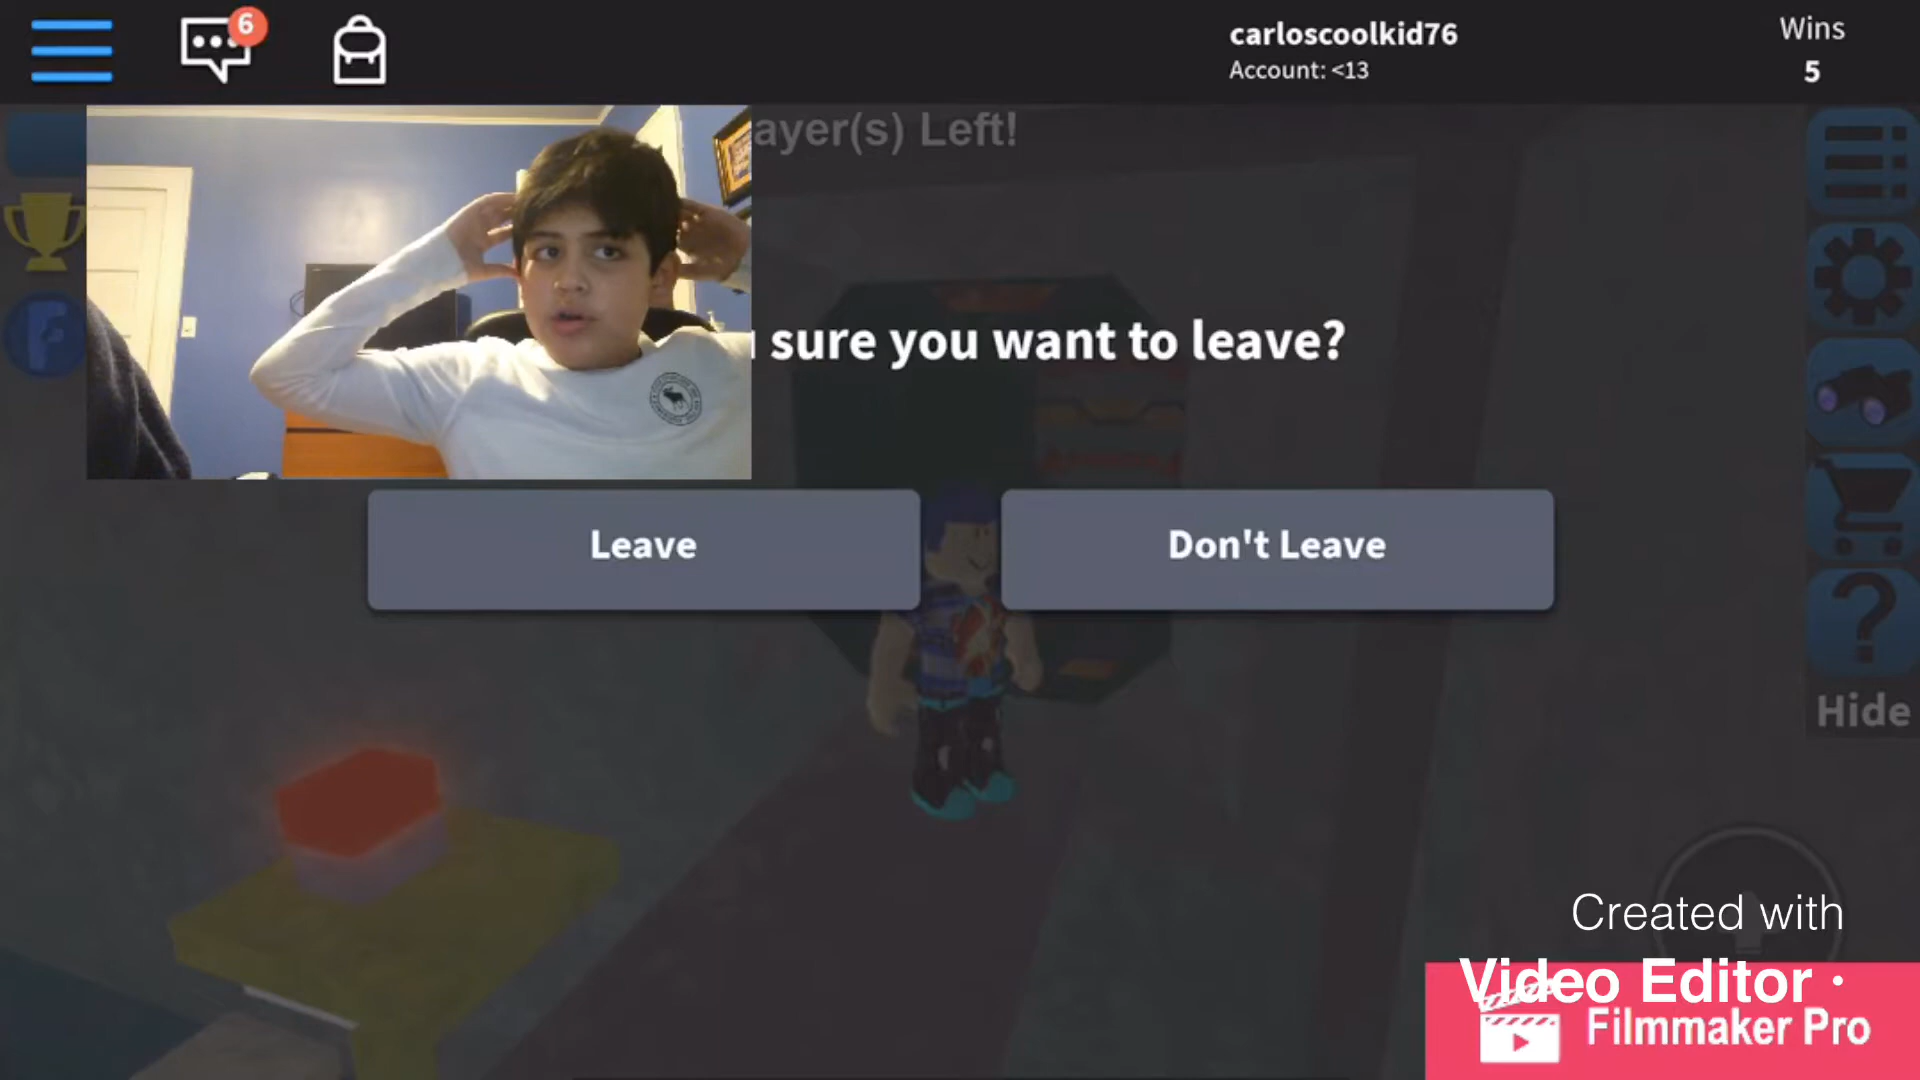 6
carloscoolkid76
Account: <13
Wins
5
ayer(s) Left!
sure you want to leave?
Leave
Don't Leave
Hide
Created with
Video Editor ·
Filmmaker Pro